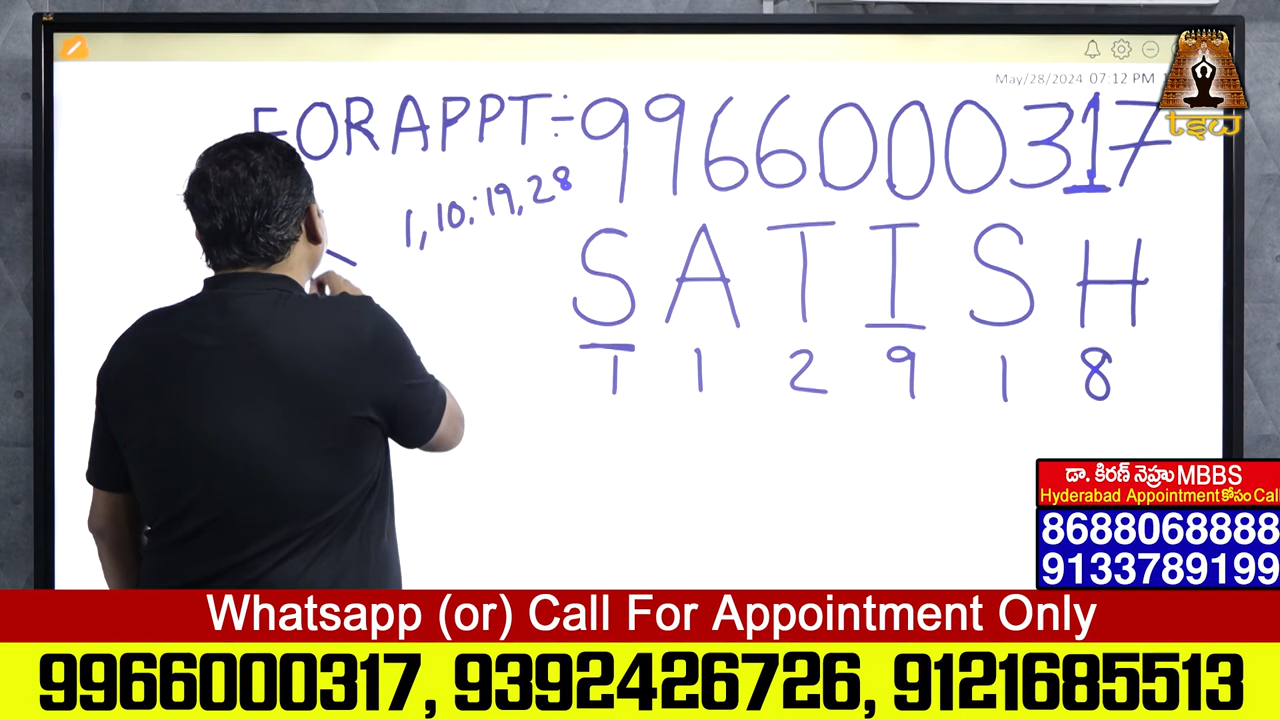 May/28/2024 07:12 PM
FOR APPT:- 9966000317
1, 10, 19, 28
SATISH
1 1 2 9 1 8
TSW
డా. కిరణ్ నెహ్రు MBBS
Hyderabad Appointment కోసం Call
8688068888
9133789199
Whatsapp (or) Call For Appointment Only
9966000317, 9392426726, 9121685513